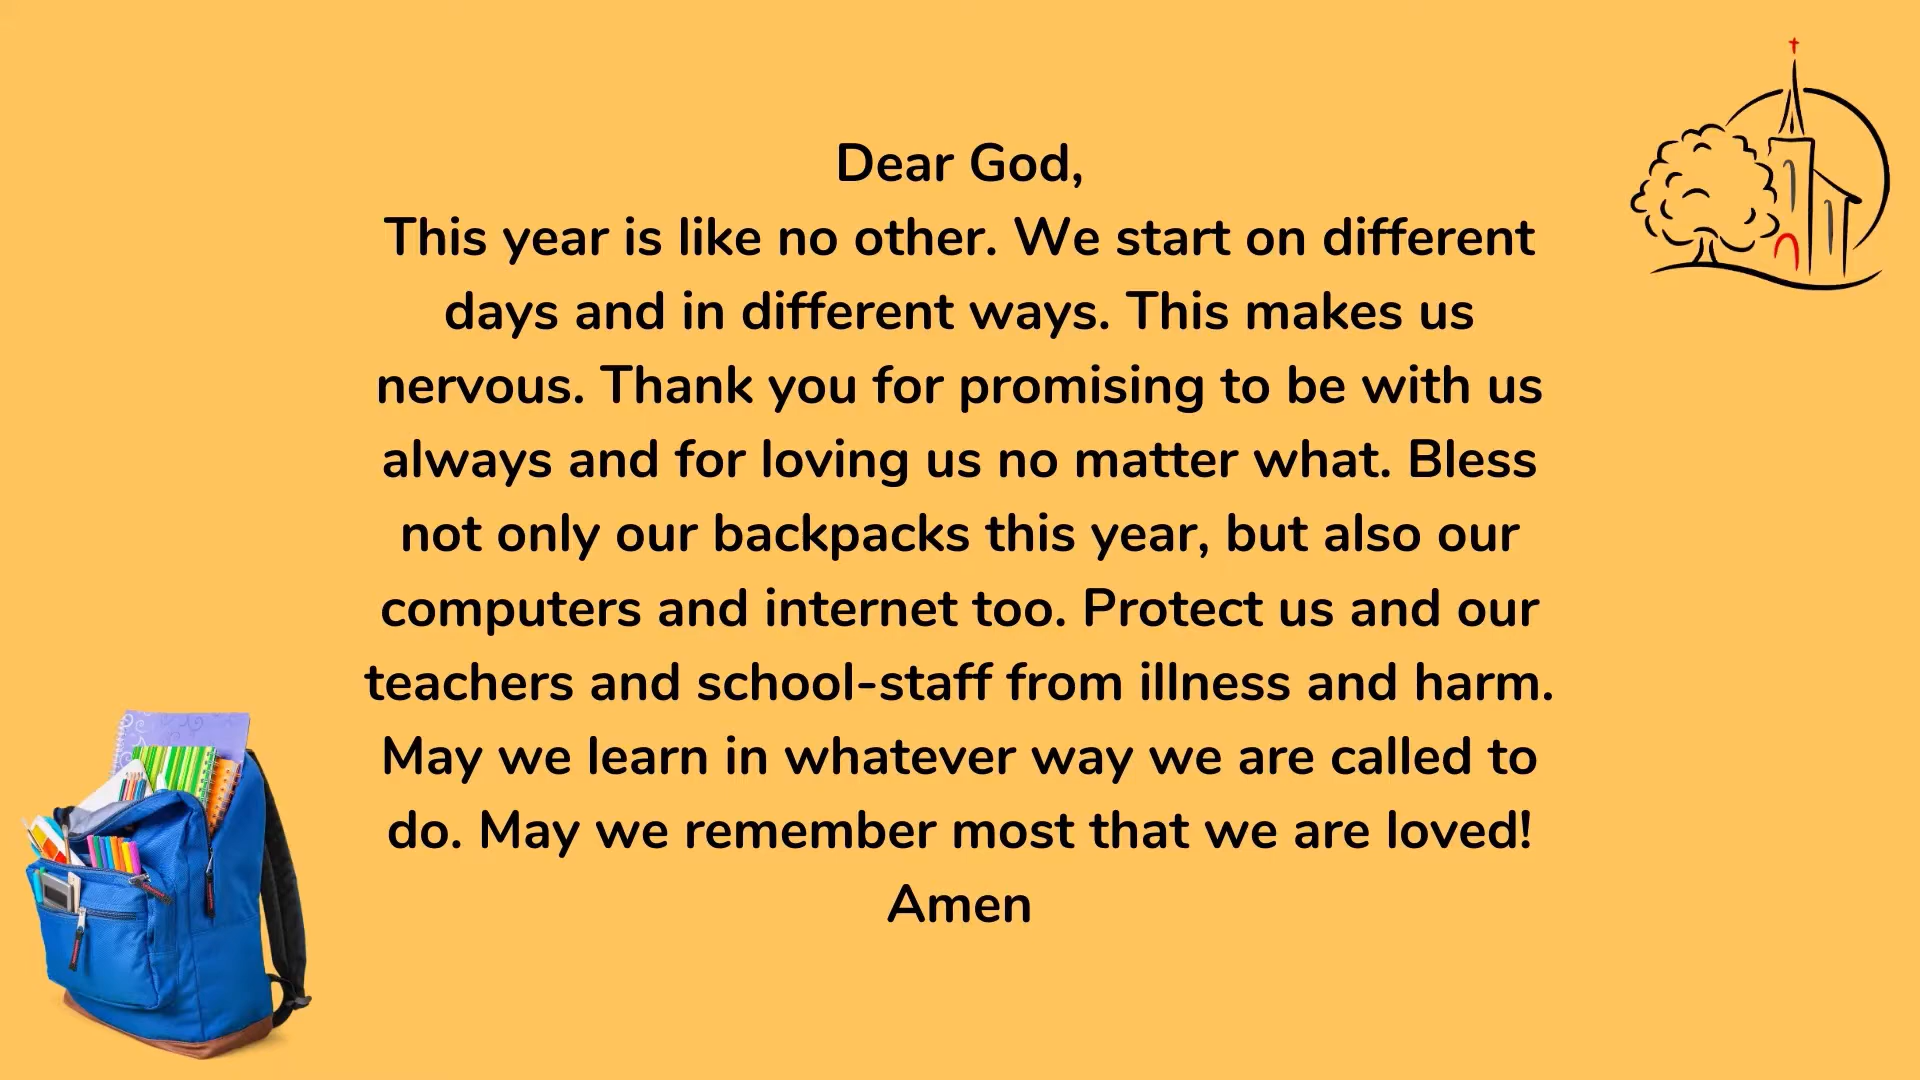 Dear God,
This year is like no other. We start on different
days and in different ways. This makes us
nervous. Thank you for promising to be with us
always and for loving us no matter what. Bless
not only our backpacks this year, but also our
computers and internet too. Protect us and our
teachers and school-staff from illness and harm.
May we learn in whatever way we are called to
do. May we remember most that we are loved!
Amen